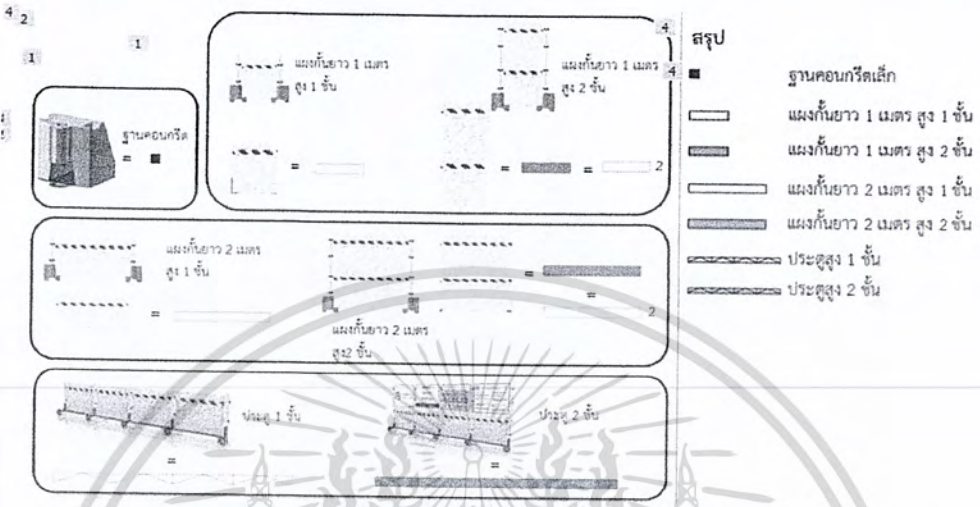 4 2
1
1
4
4
ฐานคอนกรีต
= ■
แผงกั้นยาว 1 เมตร
สูง 1 ชั้น
=
แผงกั้นยาว 1 เมตร
สูง 2 ชั้น
= = 2
แผงกั้นยาว 2 เมตร
สูง 1 ชั้น
=
แผงกั้นยาว 2 เมตร
สูง2 ชั้น
=
=
2
ประตู 1 ชั้น
=
ประตู 2 ชั้น
=
สรุป
ฐานคอนกรีตเล็ก
แผงกั้นยาว 1 เมตร สูง 1 ชั้น
แผงกั้นยาว 1 เมตร สูง 2 ชั้น
แผงกั้นยาว 2 เมตร สูง 1 ชั้น
แผงกั้นยาว 2 เมตร สูง 2 ชั้น
ประตูสูง 1 ชั้น
ประตูสูง 2 ชั้น